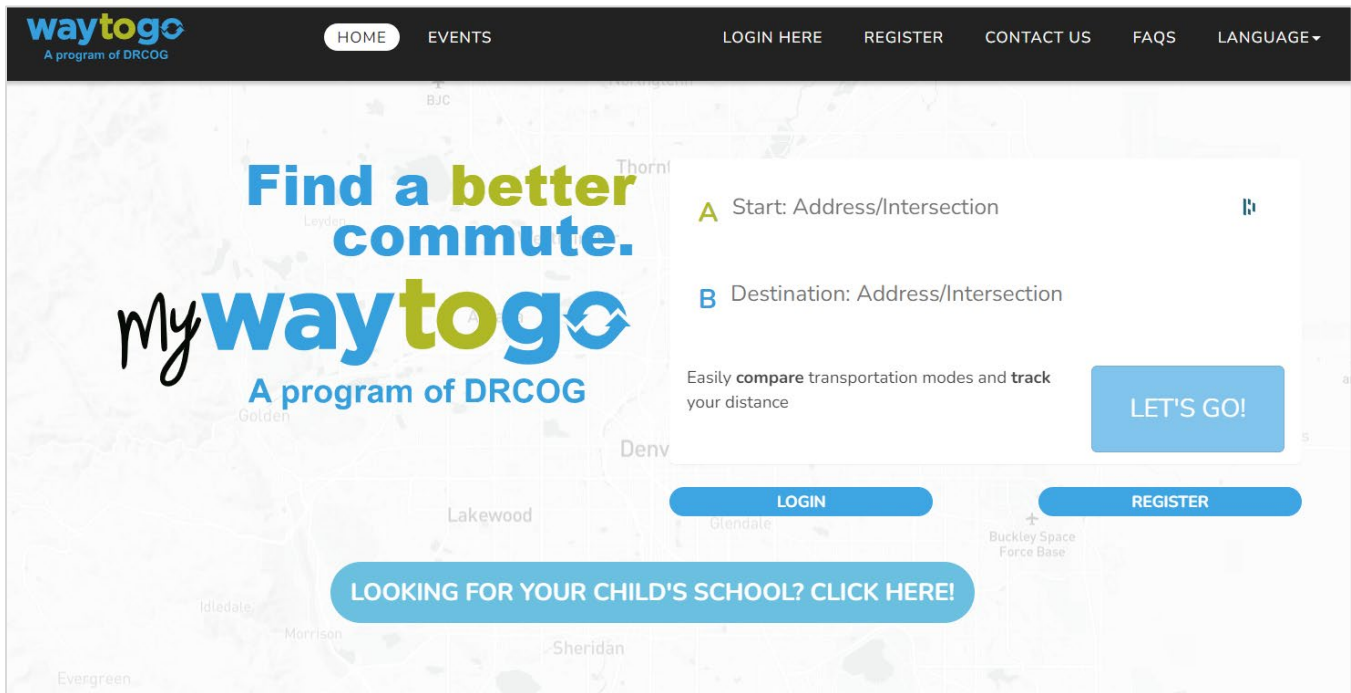 waytogo
A program of DRCOG
HOME
EVENTS
LOGIN HERE
REGISTER
CONTACT US
FAQS
LANGUAGE
BJC
Thornt
Find a better
commute.
Leyden
my waytogo
A program of DRCOG
Golden
A Start: Address/Intersection
B Destination: Address/Intersection
Easily compare transportation modes and track
your distance
LET'S GO!
Denv
LOGIN
REGISTER
Lakewood
Glendale
Buckley Space
Force Base
LOOKING FOR YOUR CHILD'S SCHOOL? CLICK HERE!
Idledale
Morrison
Sheridan
Evergreen